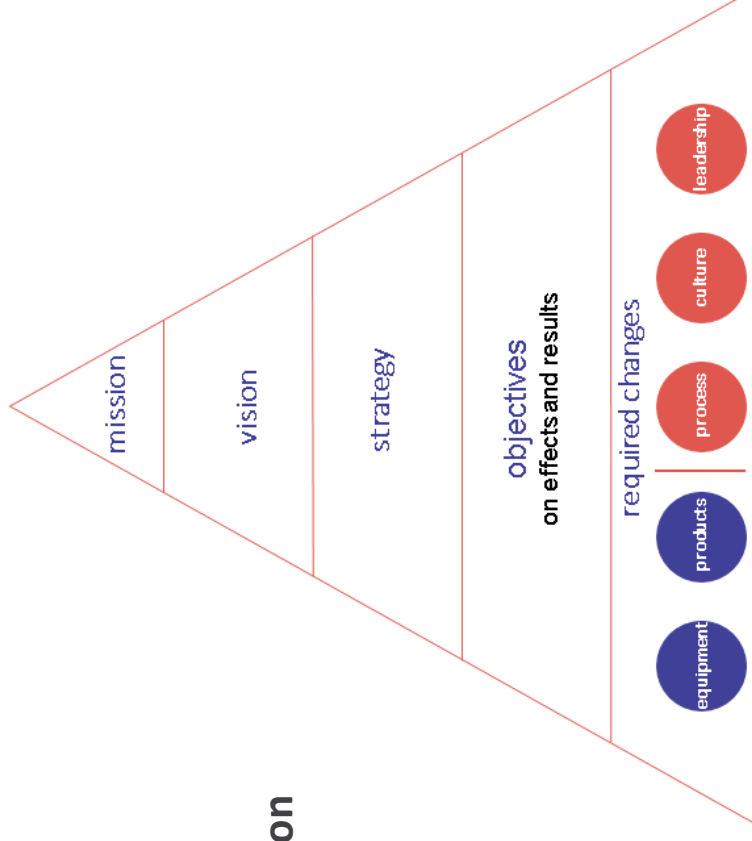 on
mission
vision
strategy
objectives
on effects and results
required changes
equipment
products
process
culture
leadership